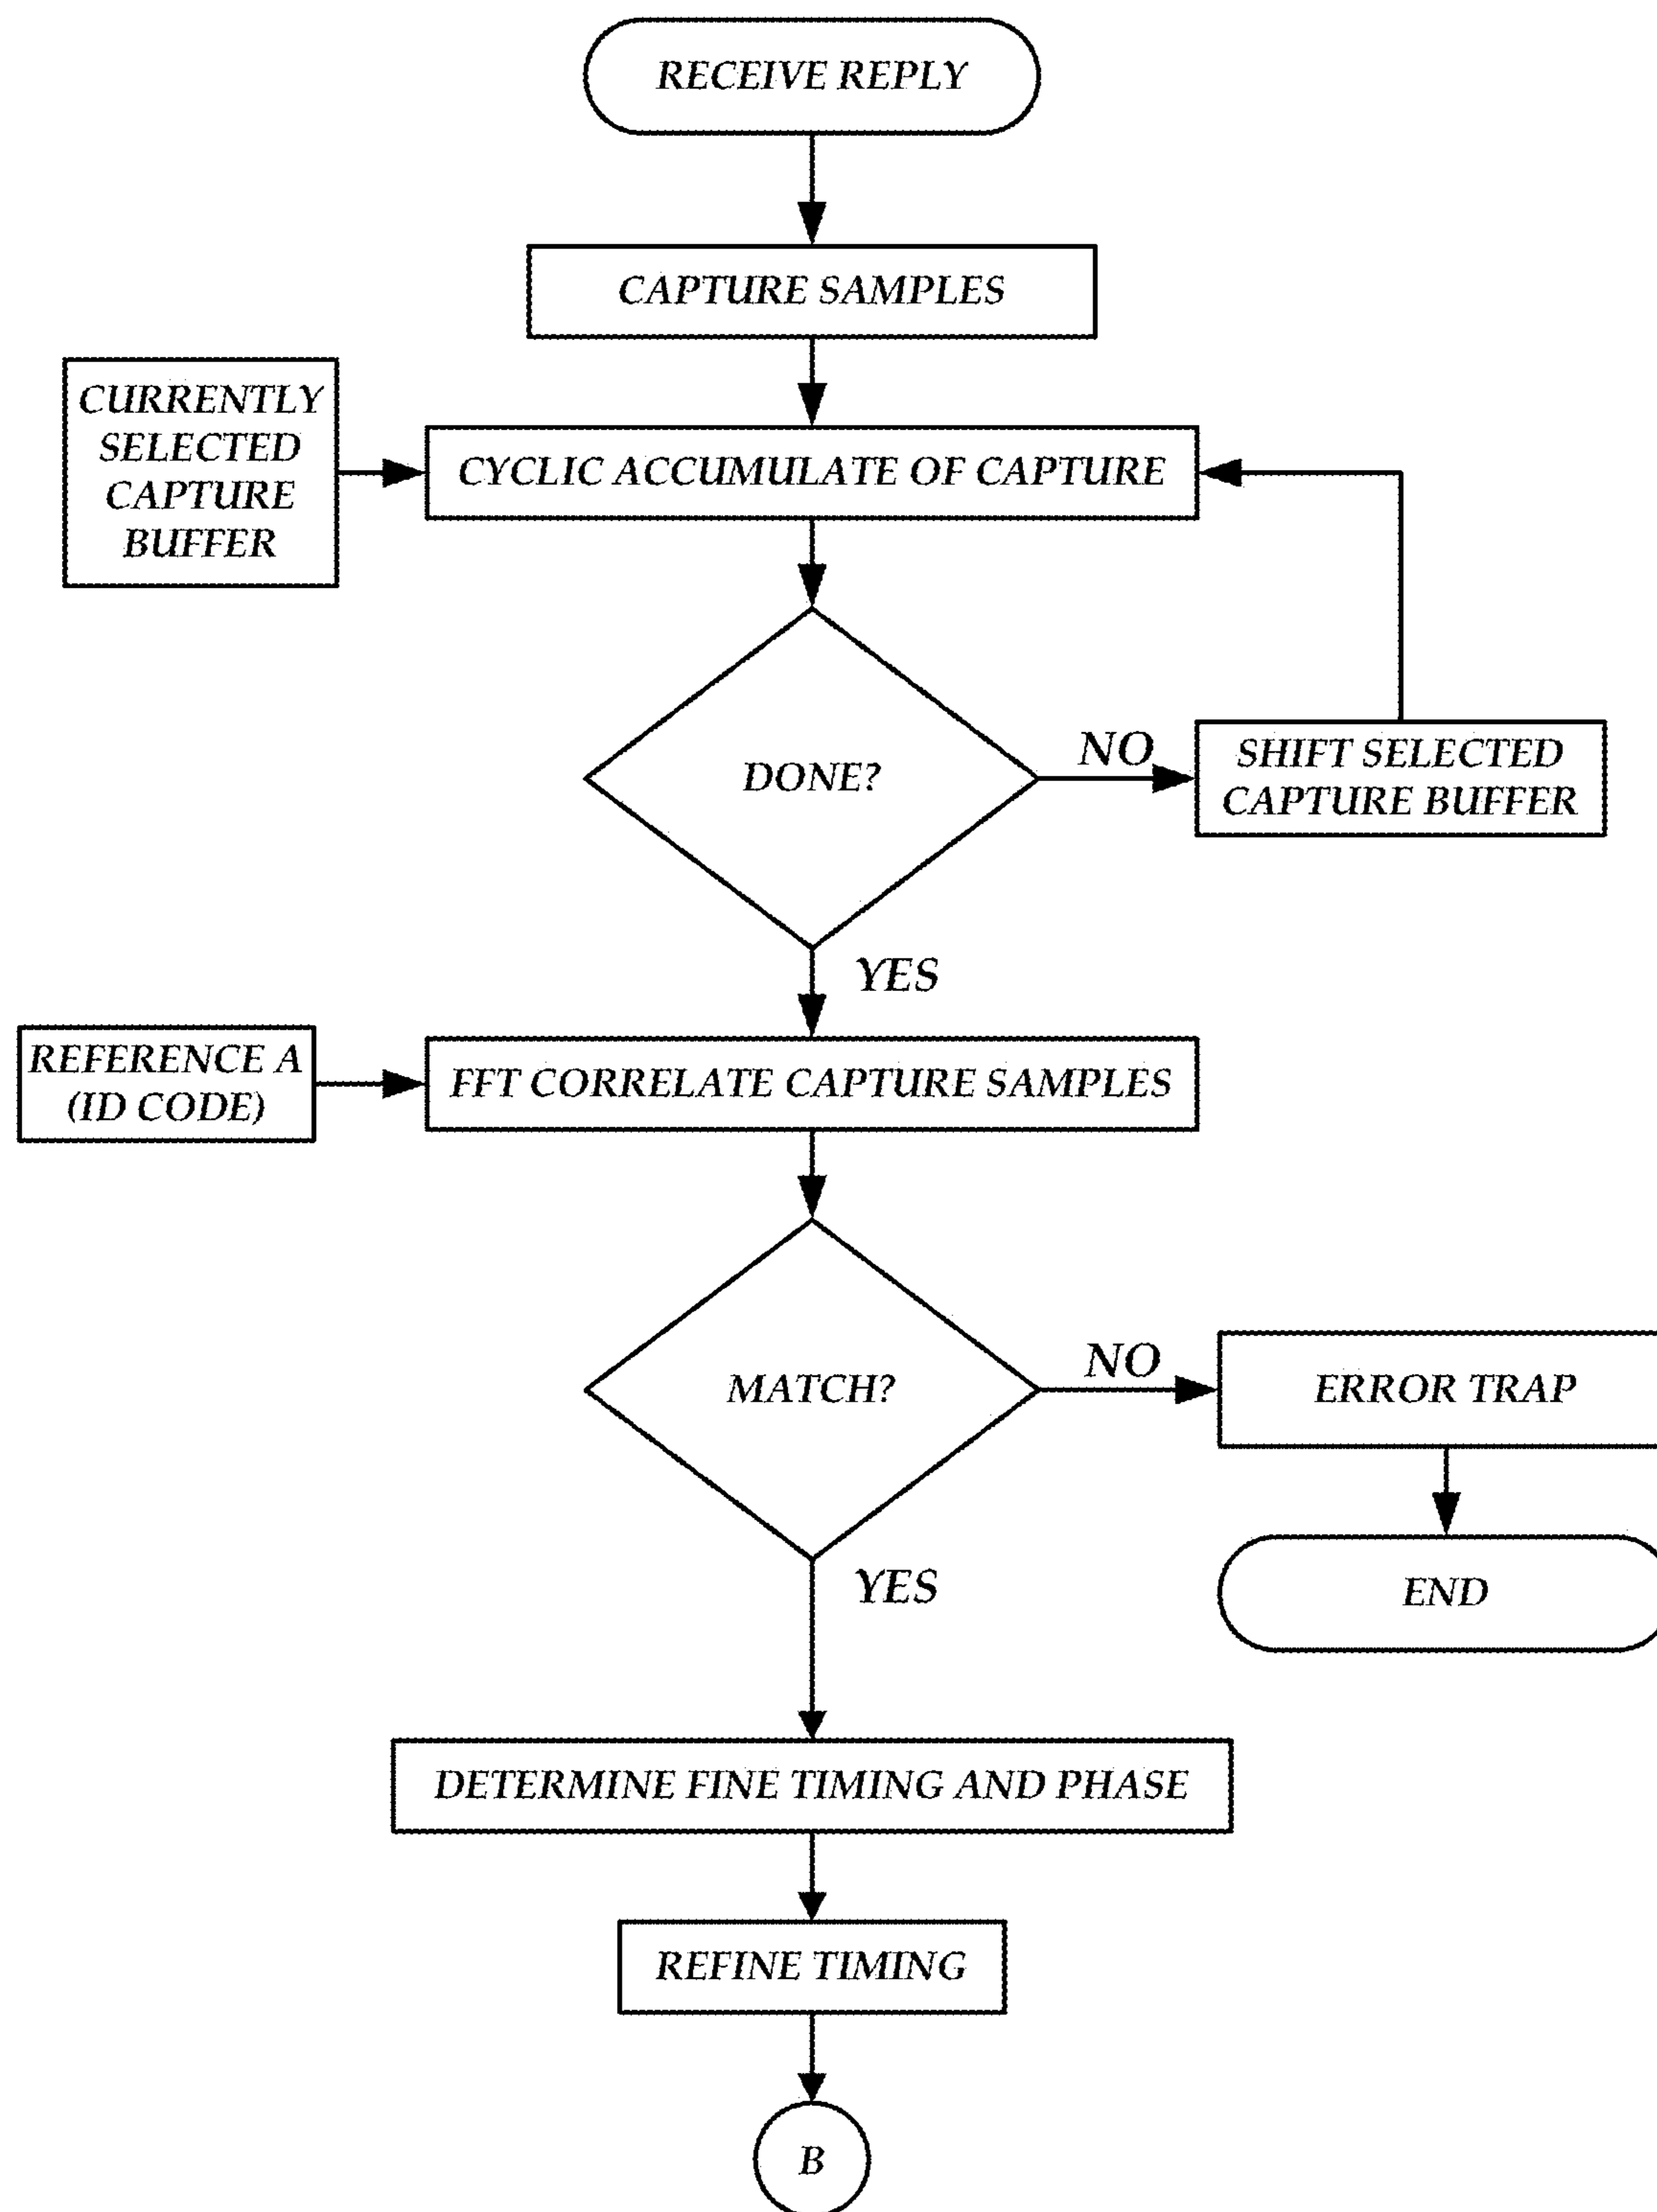 RECEIVE REPLY
CAPTURE SAMPLES
CURRENTLY
SELECTED
CAPTURE
BUFFER
CYCLIC ACCUMULATE OF CAPTURE
DONE?
NO
SHIFT SELECTED
CAPTURE BUFFER
YES
REFERENCE A
(ID CODE)
FFT CORRELATE CAPTURE SAMPLES
MATCH?
NO
ERROR TRAP
END
YES
DETERMINE FINE TIMING AND PHASE
REFINE TIMING
B